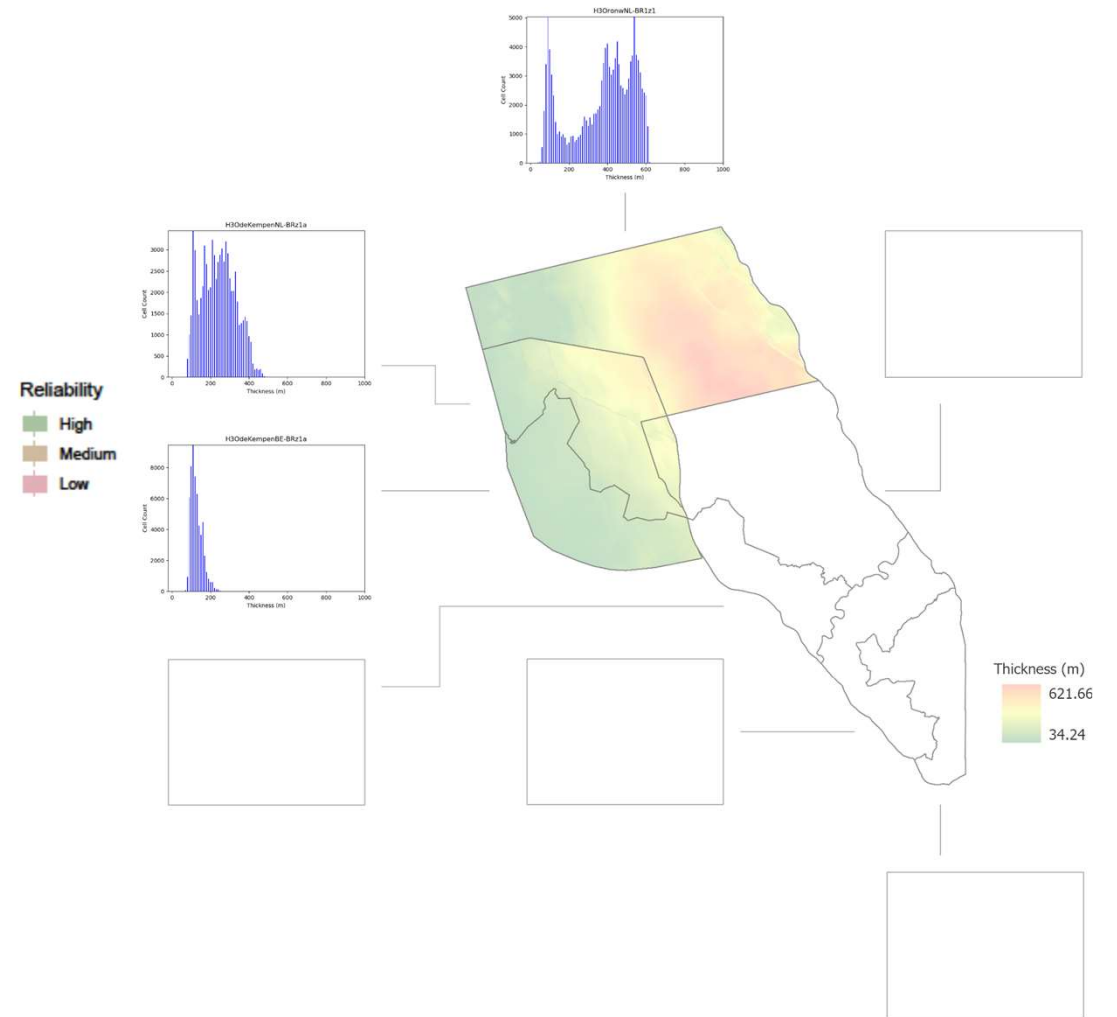 H3OronwNL-BR1z1
5000
4000
3000
2000
1000
0
Cell Count
0 200 400 600 800 1000
Thickness (m)
H3OdeKempenNL-BRz1a
3000
2500
2000
1500
1000
500
0
Cell Count
0 200 400 600 800 1000
Thickness (m)
Reliability
High
Medium
Low
H3OdeKempenBE-BRz1a
8000
6000
4000
2000
0
Cell Count
0 200 400 600 800 1000
Thickness (m)
Thickness (m)
621.66
34.24